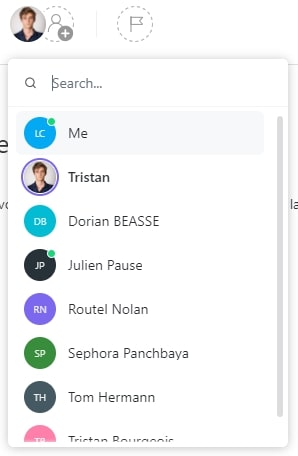 Search...
LC Me
Tristan
DB Dorian BEASSE
JP Julien Pause
RN Routel Nolan
SP Sephora Panchbaya
TH Tom Hermann
TB Tristan Bourgeois